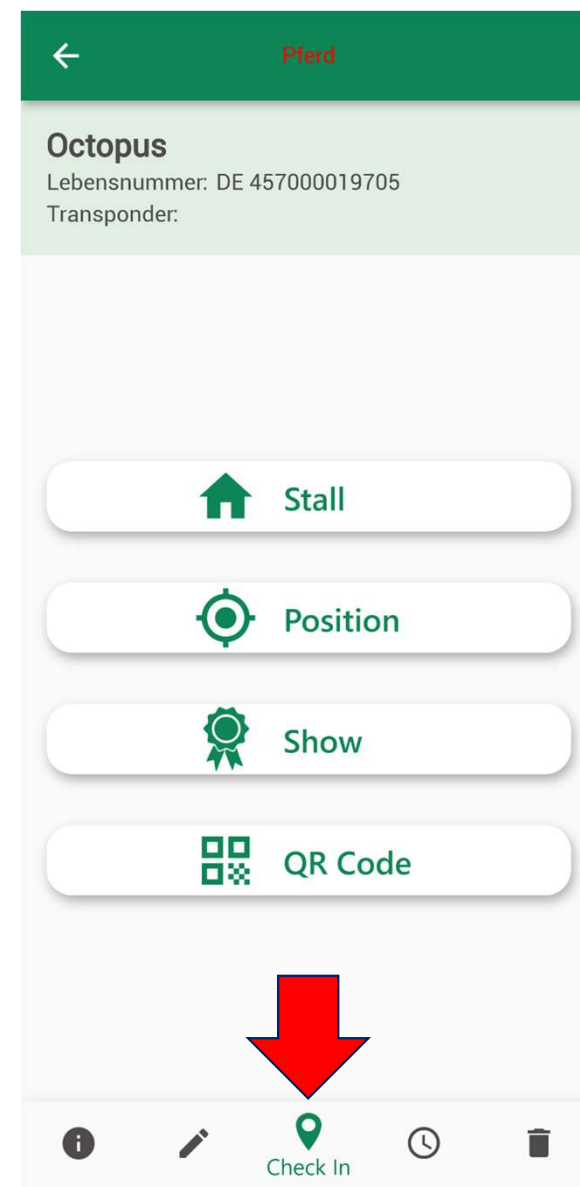 Pferd
Octopus
Lebensnummer: DE 457000019705
Transponder:
Stall
Position
Show
QR Code
Check In